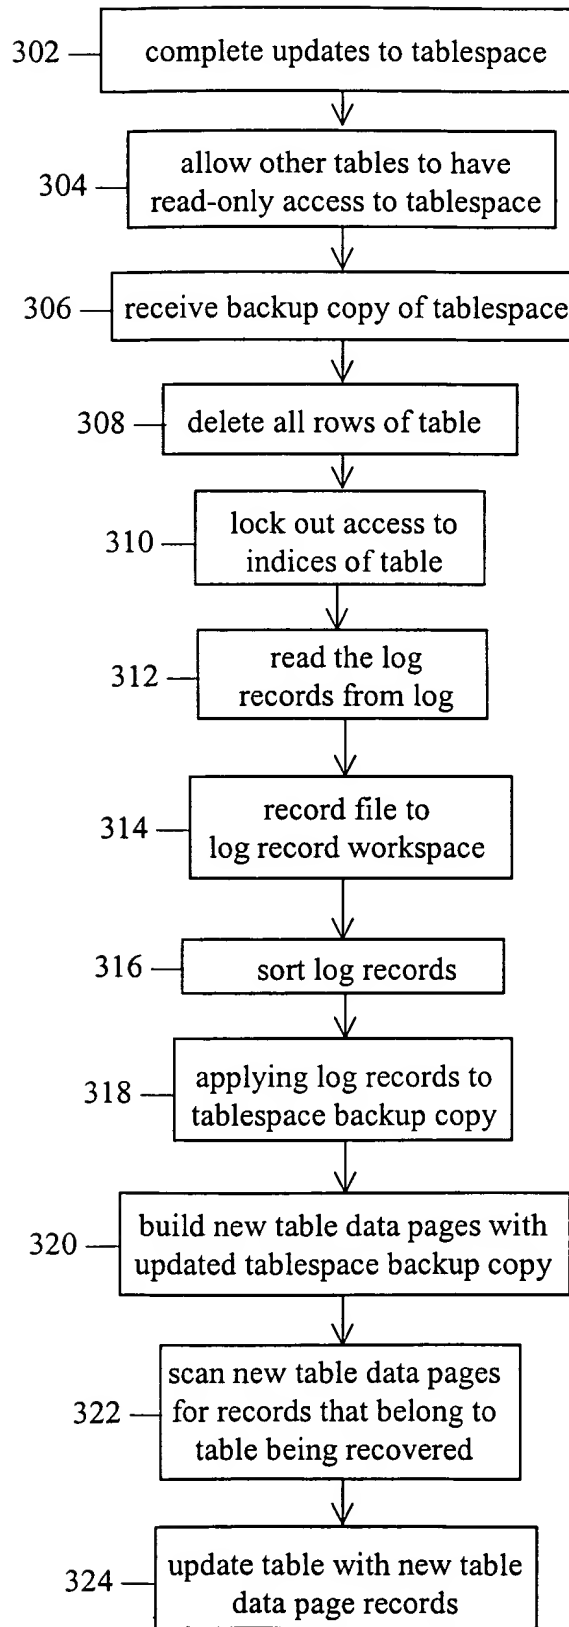 302
complete updates to tablespace
304
allow other tables to have
read-only access to tablespace
306
receive backup copy of tablespace
308
delete all rows of table
310
lock out access to
indices of table
312
read the log
records from log
314
record file to
log record workspace
316
sort log records
318
applying log records to
tablespace backup copy
320
build new table data pages with
updated tablespace backup copy
322
scan new table data pages
for records that belong to
table being recovered
324
update table with new table
data page records